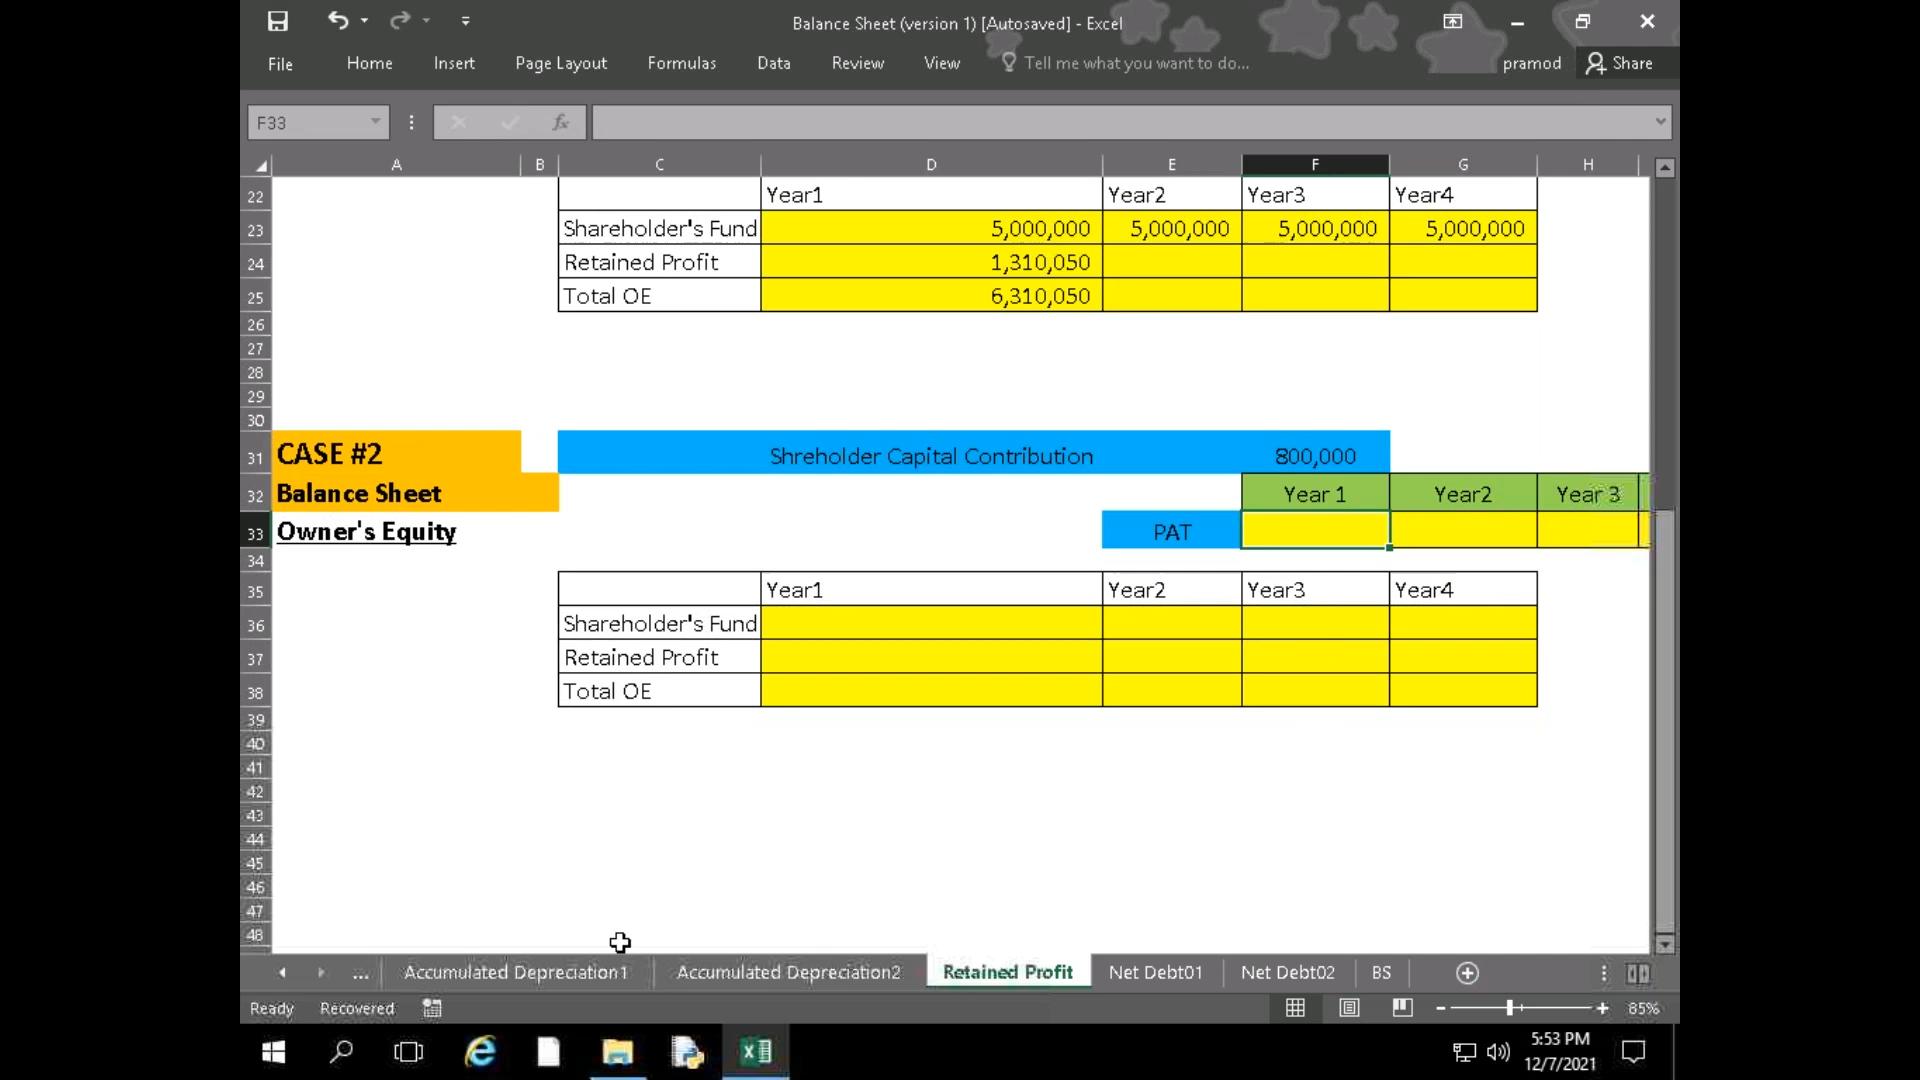 Balance Sheet (version 1) [Autosaved] - Excel
File Home Insert Page Layout Formulas Data Review View Tell me what you want to do... pramod Share
F33 fx
A B C D E F G H
22 Year1 Year2 Year3 Year4
23 Shareholder's Fund 5,000,000 5,000,000 5,000,000 5,000,000
24 Retained Profit 1,310,050
25 Total OE 6,310,050
26
27
28
29
30
31 CASE #2 Shreholder Capital Contribution 800,000
32 Balance Sheet Year 1 Year2 Year 3
33 Owner's Equity PAT
34
35 Year1 Year2 Year3 Year4
36 Shareholder's Fund
37 Retained Profit
38 Total OE
39
40
41
42
43
44
45
46
47
48
... Accumulated Depreciation1 Accumulated Depreciation2 Retained Profit Net Debt01 Net Debt02 BS
Ready Recovered 85%
5:53 PM
12/7/2021